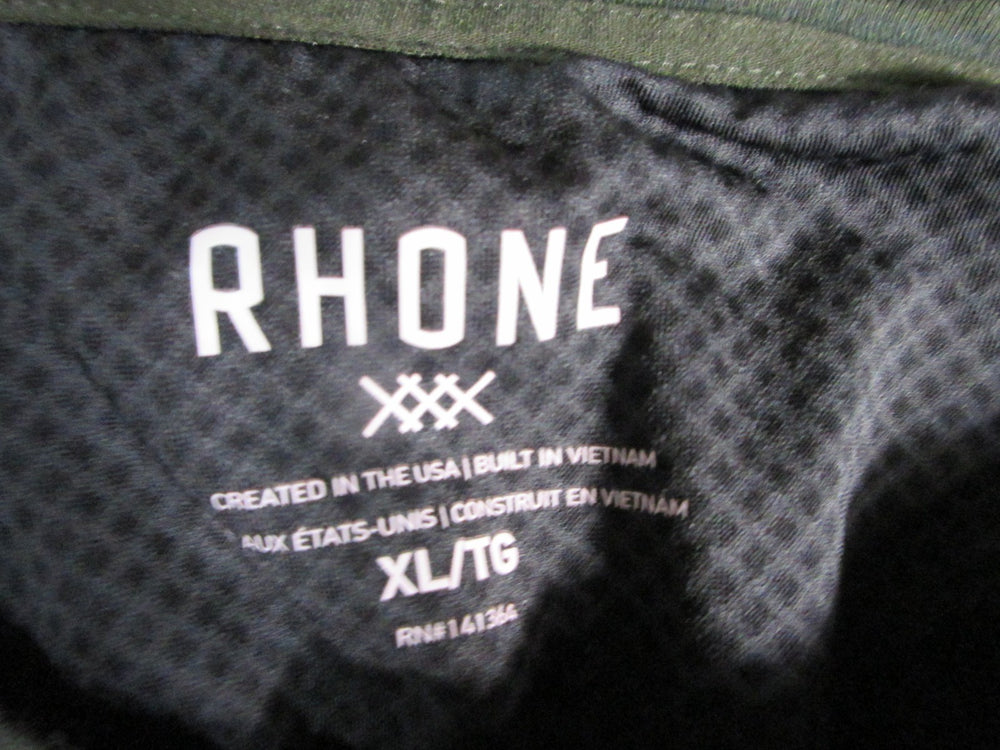 RHONE
CREATED IN THE USA | BUILT IN VIETNAM
AUX ÉTATS-UNIS | CONSTRUIT EN VIETNAM
XL/TG
RN#141364